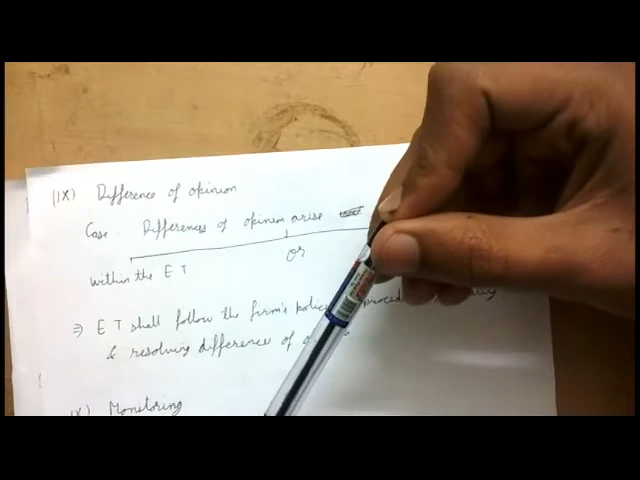 (IX) Difference of opinion
Case Differences of opinion arise
or
within the E T
⇒ E T shall follow the firm's
& resolving difference of
(X) Monitoring